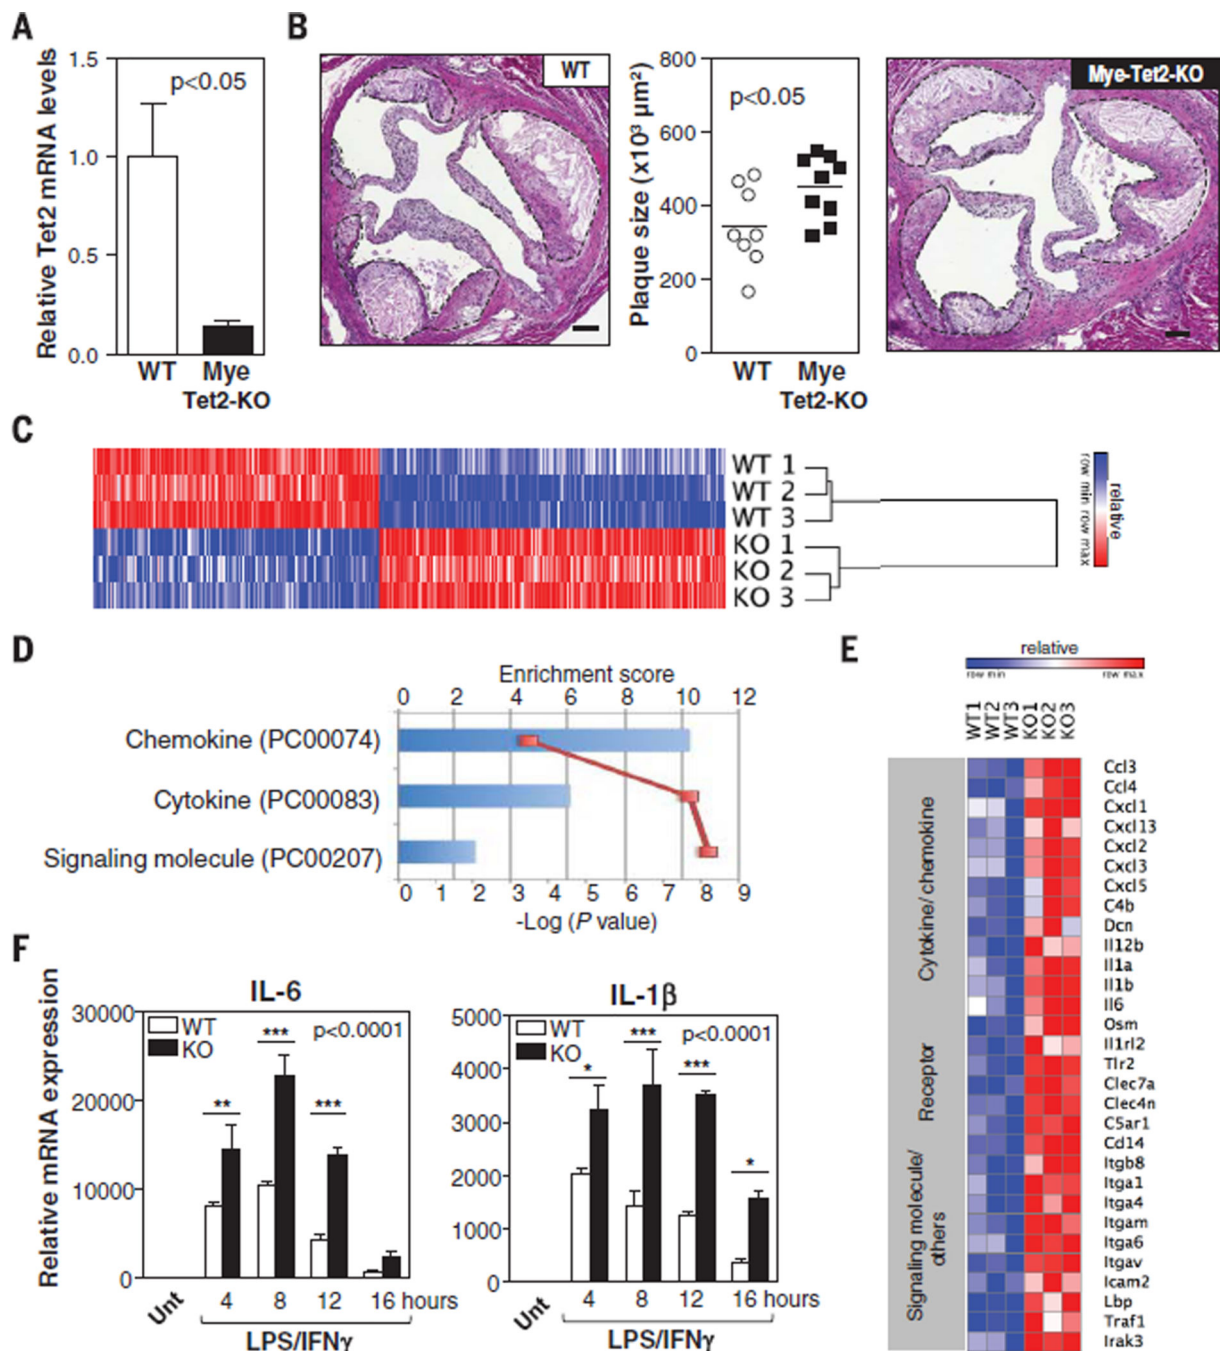 A
B
Relative Tet2 mRNA levels
1.5
1.0
0.5
0.0
p<0.05
WT
Mye
Tet2-KO
WT
Plaque size (x10³ µm²)
800
600
400
200
0
p<0.05
WT
Mye
Tet2-KO
Mye-Tet2-KO
C
WT 1
WT 2
WT 3
KO 1
KO 2
KO 3
row min row max
relative
D
Enrichment score
0 2 4 6 8 10 12
Chemokine (PC00074)
Cytokine (PC00083)
Signaling molecule (PC00207)
0 1 2 3 4 5 6 7 8 9
-Log (P value)
E
relative
row min row max
WT1 WT2 WT3 KO1 KO2 KO3
Cytokine/ chemokine
Receptor
Signaling molecule/
others
Ccl3
Ccl4
Cxcl1
Cxcl13
Cxcl2
Cxcl3
Cxcl5
C4b
Dcn
Il12b
Il1a
Il1b
Il6
Osm
Il1rl2
Tlr2
Clec7a
Clec4n
C5ar1
Cd14
Itgb8
Itga1
Itga4
Itgam
Itga6
Itgav
Icam2
Lbp
Traf1
Irak3
F
Relative mRNA expression
IL-6
30000
20000
10000
0
WT
KO
p<0.0001
**
***
***
Unt 4 8 12 16 hours
LPS/IFNγ
IL-1β
5000
4000
3000
2000
1000
0
WT
KO
p<0.0001
*
***
***
*
Unt 4 8 12 16 hours
LPS/IFNγ